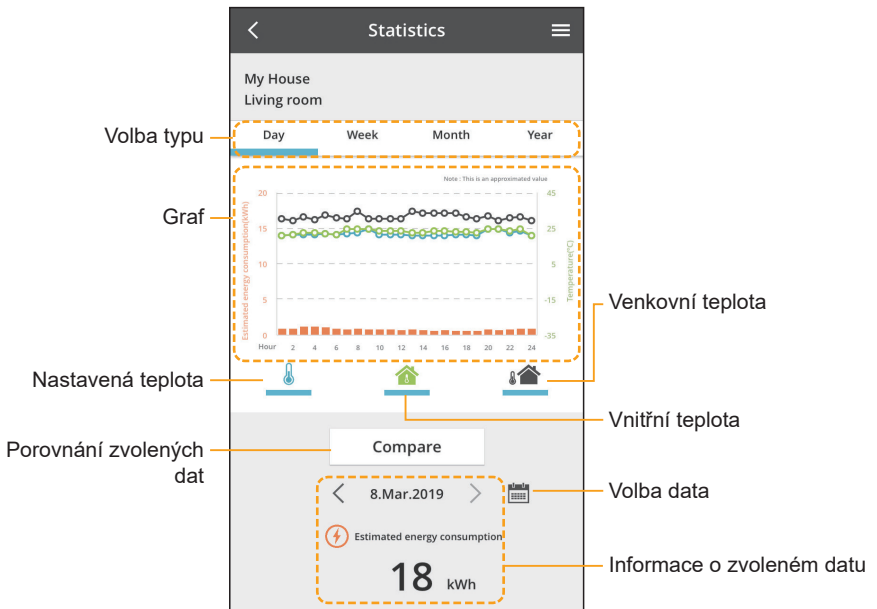 Statistics
My House
Living room
Volba typu
Day Week Month Year
Note : This is an approximated value
Graf
Estimated energy consumption(kWh)
20
15
10
5
0
45
25
5
-15
-35
Temperature(°C)
Hour 2 4 6 8 10 12 14 16 18 20 22 24
Venkovní teplota
Nastavená teplota
Vnitřní teplota
Porovnání zvolených
dat
Compare
8.Mar.2019
Volba data
Estimated energy consumption
Informace o zvoleném datu
18 kWh